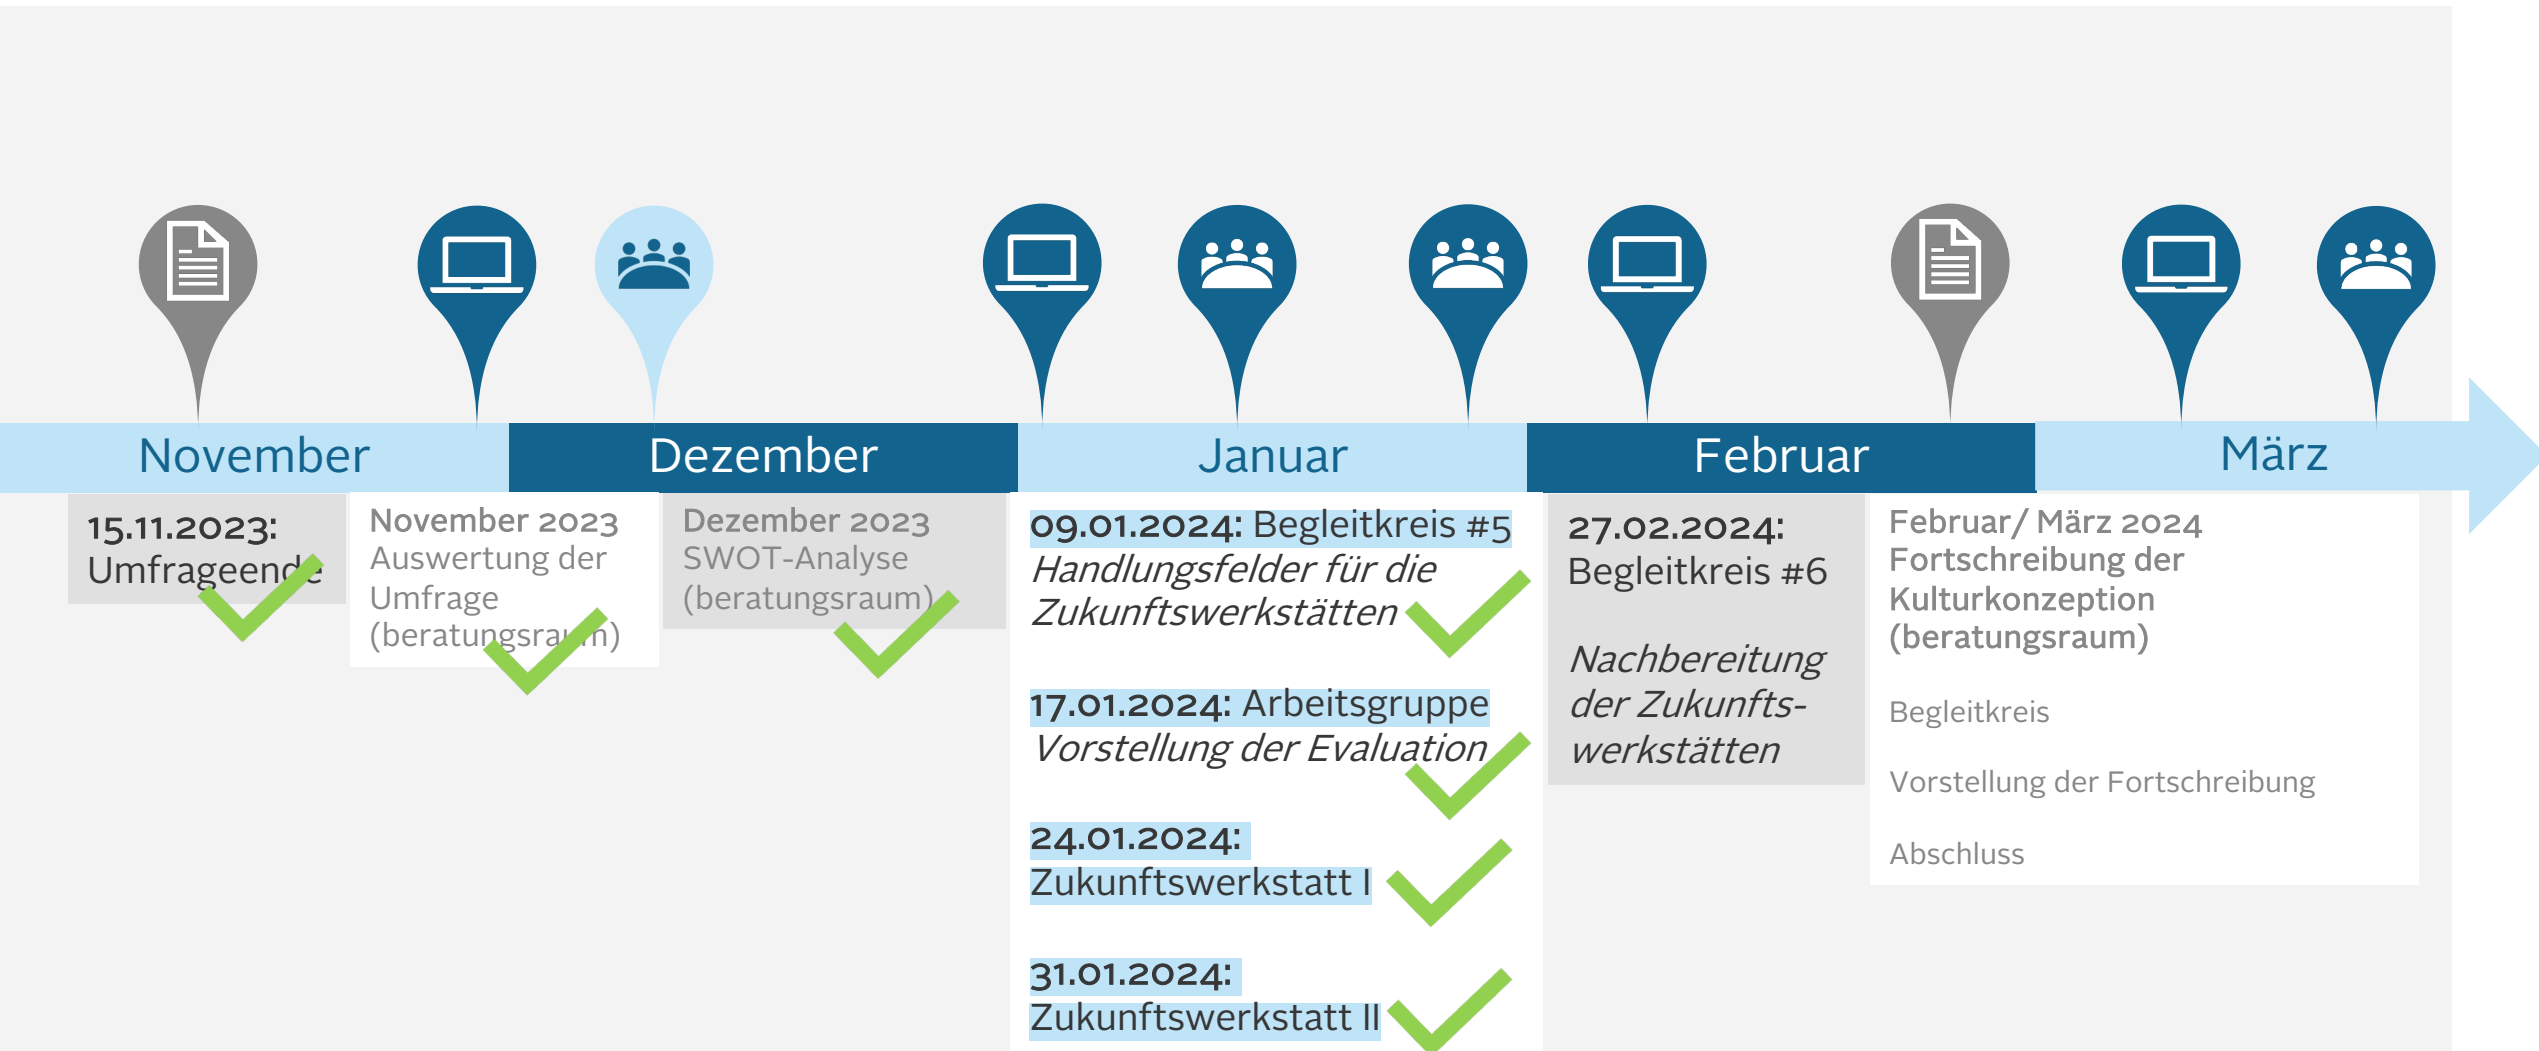 November
Dezember
Januar
Februar
März
15.11.2023:
Umfrageende
November 2023
Auswertung der
Umfrage
(beratungsraum)
Dezember 2023
SWOT-Analyse
(beratungsraum)
09.01.2024: Begleitkreis #5
Handlungsfelder für die
Zukunftswerkstätten
17.01.2024: Arbeitsgruppe
Vorstellung der Evaluation
24.01.2024:
Zukunftswerkstatt I
31.01.2024:
Zukunftswerkstatt II
27.02.2024:
Begleitkreis #6
Nachbereitung
der Zukunfts-
werkstätten
Februar/ März 2024
Fortschreibung der
Kulturkonzeption
(beratungsraum)
Begleitkreis
Vorstellung der Fortschreibung
Abschluss